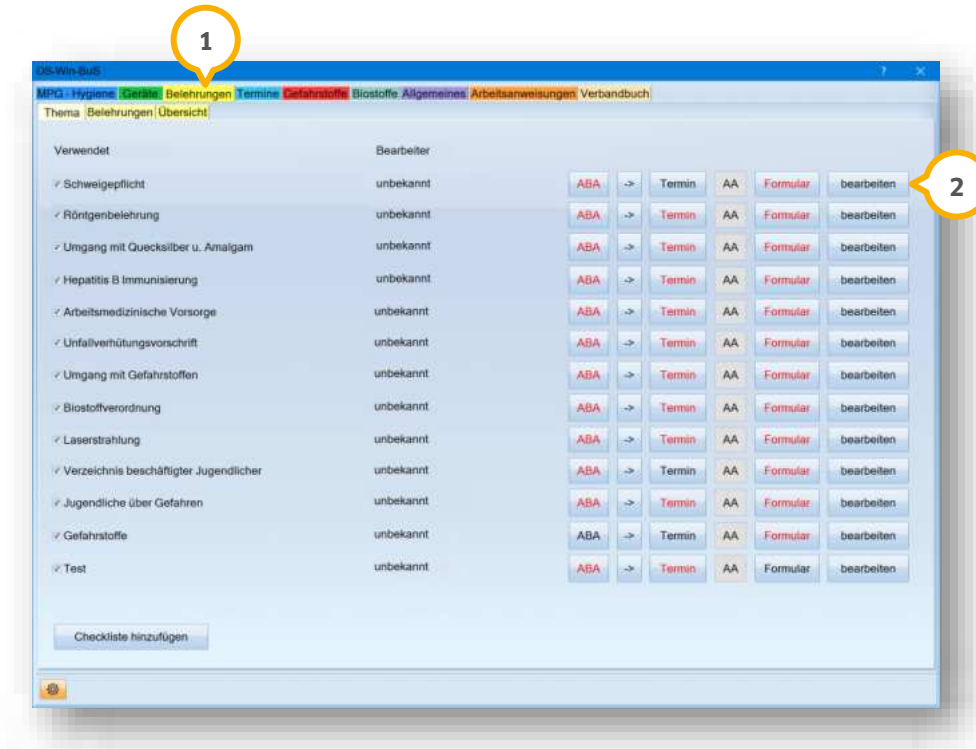 1
DS-Win-BuS ? ×
MPG - Hygiene Geräte Belehrungen Termine Gefahrstoffe Biostoffe Allgemeines Arbeitsanweisungen Verbandbuch
Thema Belehrungen Übersicht
Verwendet Bearbeiter
✓ Schweigepflicht unbekannt ABA -> Termin AA Formular bearbeiten 2
✓ Röntgenbelehrung unbekannt ABA -> Termin AA Formular bearbeiten
✓ Umgang mit Quecksilber u. Amalgam unbekannt ABA -> Termin AA Formular bearbeiten
✓ Hepatitis B Immunisierung unbekannt ABA -> Termin AA Formular bearbeiten
✓ Arbeitsmedizinische Vorsorge unbekannt ABA -> Termin AA Formular bearbeiten
✓ Unfallverhütungsvorschrift unbekannt ABA -> Termin AA Formular bearbeiten
✓ Umgang mit Gefahrstoffen unbekannt ABA -> Termin AA Formular bearbeiten
✓ Biostoffverordnung unbekannt ABA -> Termin AA Formular bearbeiten
✓ Laserstrahlung unbekannt ABA -> Termin AA Formular bearbeiten
✓ Verzeichnis beschäftigter Jugendlicher unbekannt ABA -> Termin AA Formular bearbeiten
✓ Jugendliche über Gefahren unbekannt ABA -> Termin AA Formular bearbeiten
✓ Gefahrstoffe unbekannt ABA -> Termin AA Formular bearbeiten
✓ Test unbekannt ABA -> Termin AA Formular bearbeiten
Checkliste hinzufügen